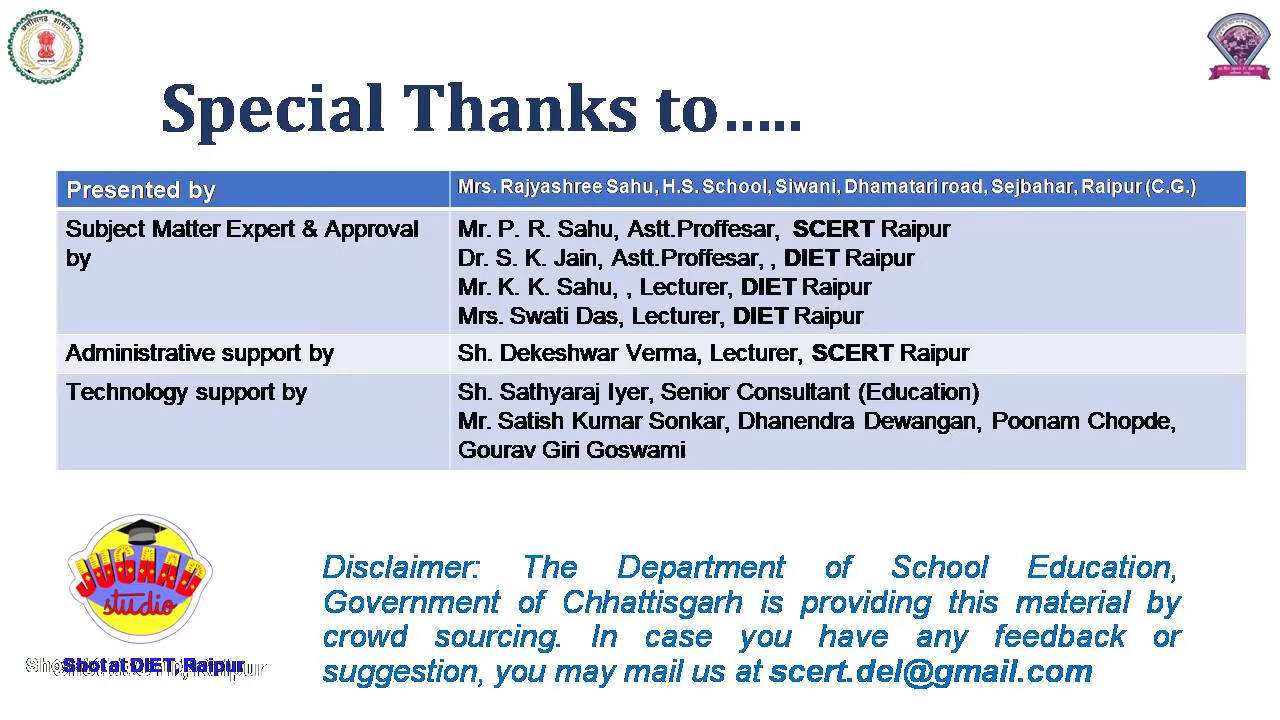 छत्तीसगढ़ शासन
Special Thanks to.....
Presented by
Mrs. Rajyashree Sahu, H.S. School, Siwani, Dhamatari road, Sejbahar, Raipur (C.G.)
Subject Matter Expert & Approval
by
Mr. P. R. Sahu, Astt.Proffesar, SCERT Raipur
Dr. S. K. Jain, Astt.Proffesar, , DIET Raipur
Mr. K. K. Sahu, , Lecturer, DIET Raipur
Mrs. Swati Das, Lecturer, DIET Raipur
Administrative support by
Sh. Dekeshwar Verma, Lecturer, SCERT Raipur
Technology support by
Sh. Sathyaraj Iyer, Senior Consultant (Education)
Mr. Satish Kumar Sonkar, Dhanendra Dewangan, Poonam Chopde,
Gourav Giri Goswami
JUGAAD
studio
Shot at DIET, Raipur
Disclaimer: The Department of School Education,
Government of Chhattisgarh is providing this material by
crowd sourcing. In case you have any feedback or
suggestion, you may mail us at scert.del@gmail.com